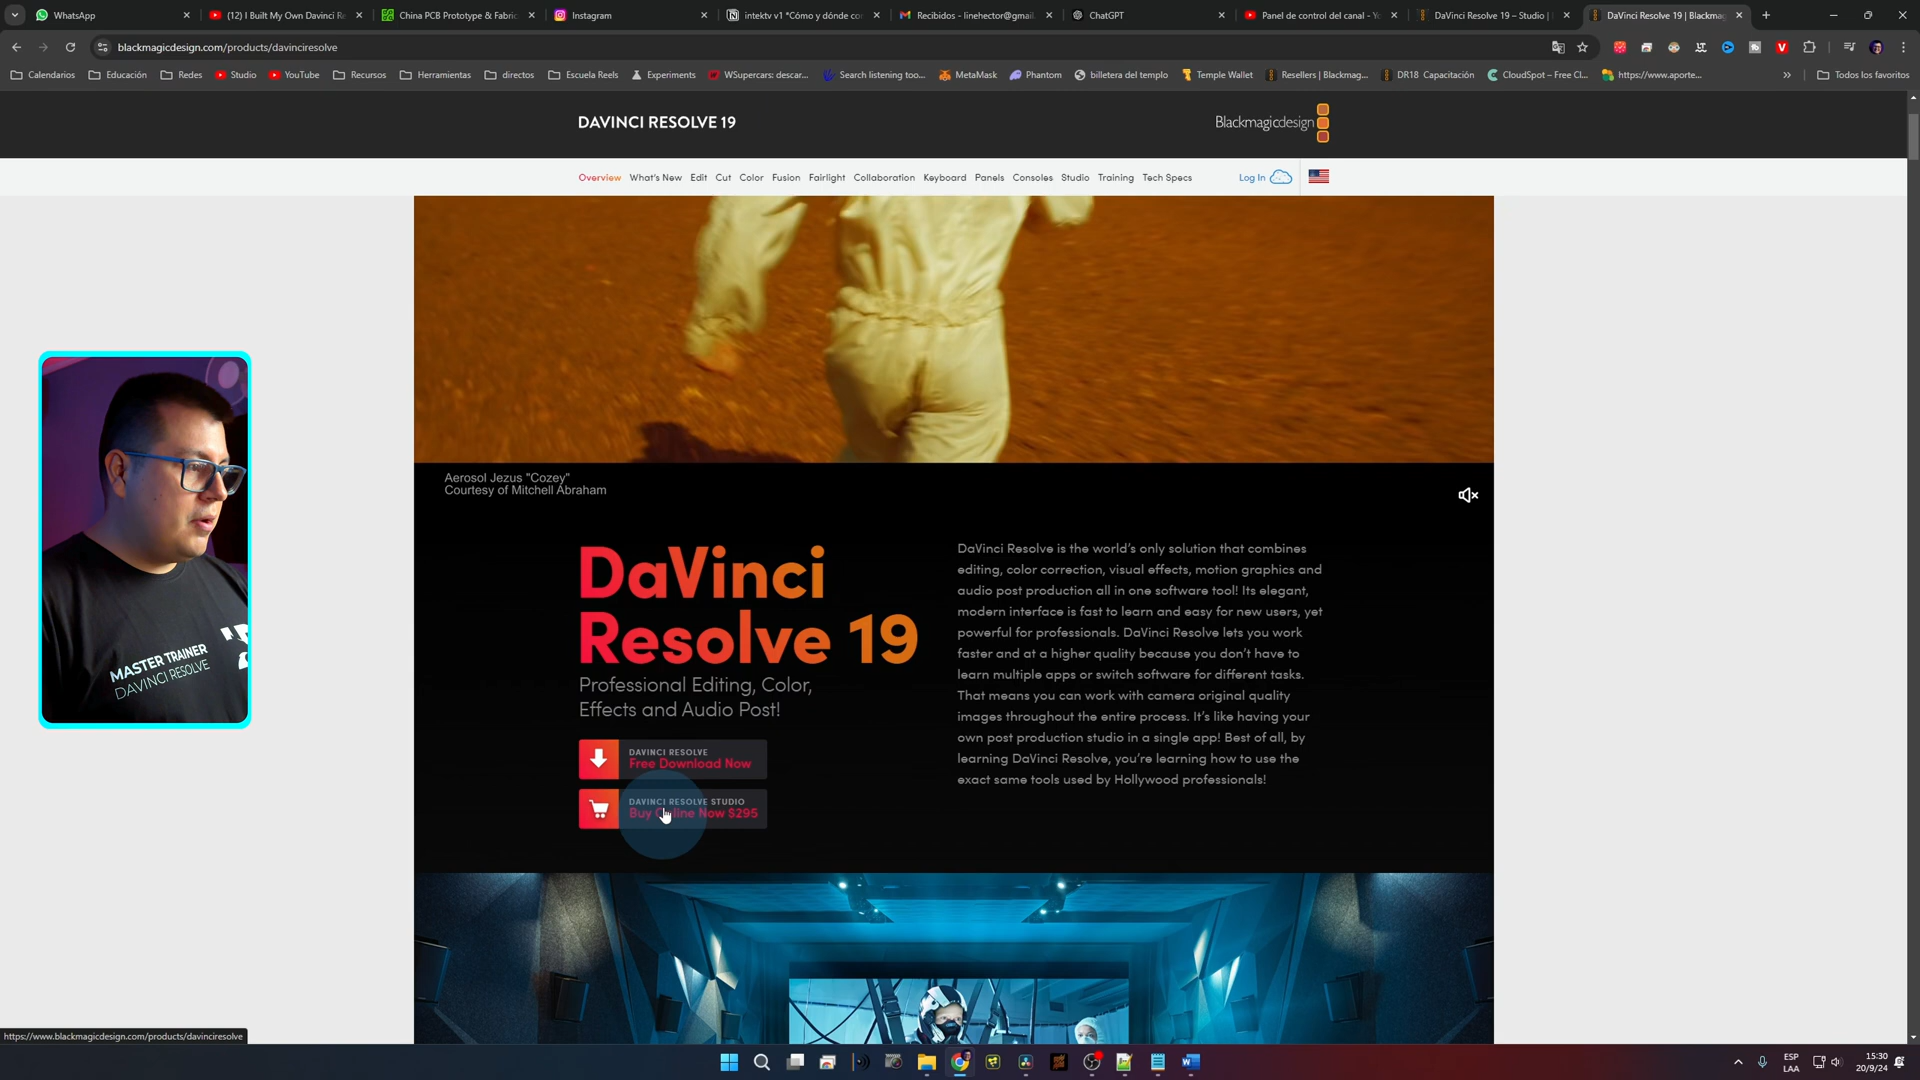 WhatsApp
(12) I Built My Own Davinci Re
China PCB Prototype & Fabric
Instagram
intektv v1 *Cómo y dónde co
Recibidos - linehector@gmail
ChatGPT
Panel de control del canal - Yo
DaVinci Resolve 19 – Studio |
DaVinci Resolve 19 | Blackmag
blackmagicdesign.com/products/davinciresolve
Calendarios
Educación
Redes
Studio
YouTube
Recursos
Herramientas
directos
Escuela Reels
Experiments
WSupercars: descar...
Search listening too...
MetaMask
Phantom
billetera del templo
Temple Wallet
Resellers | Blackmag...
DR18 Capacitación
CloudSpot – Free Cl...
https://www.aporte...
»
Todos los favoritos
DAVINCI RESOLVE 19
Blackmagicdesign
Overview What's New Edit Cut Color Fusion Fairlight Collaboration Keyboard Panels Consoles Studio Training Tech Specs
Log In
Aerosol Jezus "Cozey"
Courtesy of Mitchell Abraham
DaVinci
Resolve 19
Professional Editing, Color,
Effects and Audio Post!
DAVINCI RESOLVE
Free Download Now
DAVINCI RESOLVE STUDIO
Buy Online Now $295
DaVinci Resolve is the world's only solution that combines
editing, color correction, visual effects, motion graphics and
audio post production all in one software tool! Its elegant,
modern interface is fast to learn and easy for new users, yet
powerful for professionals. DaVinci Resolve lets you work
faster and at a higher quality because you don't have to
learn multiple apps or switch software for different tasks.
That means you can work with camera original quality
images throughout the entire process. It's like having your
own post production studio in a single app! Best of all, by
learning DaVinci Resolve, you're learning how to use the
exact same tools used by Hollywood professionals!
MASTER TRAINER
DAVINCI RESOLVE
https://www.blackmagicdesign.com/products/davinciresolve
ESP
LAA
15:30
20/9/24